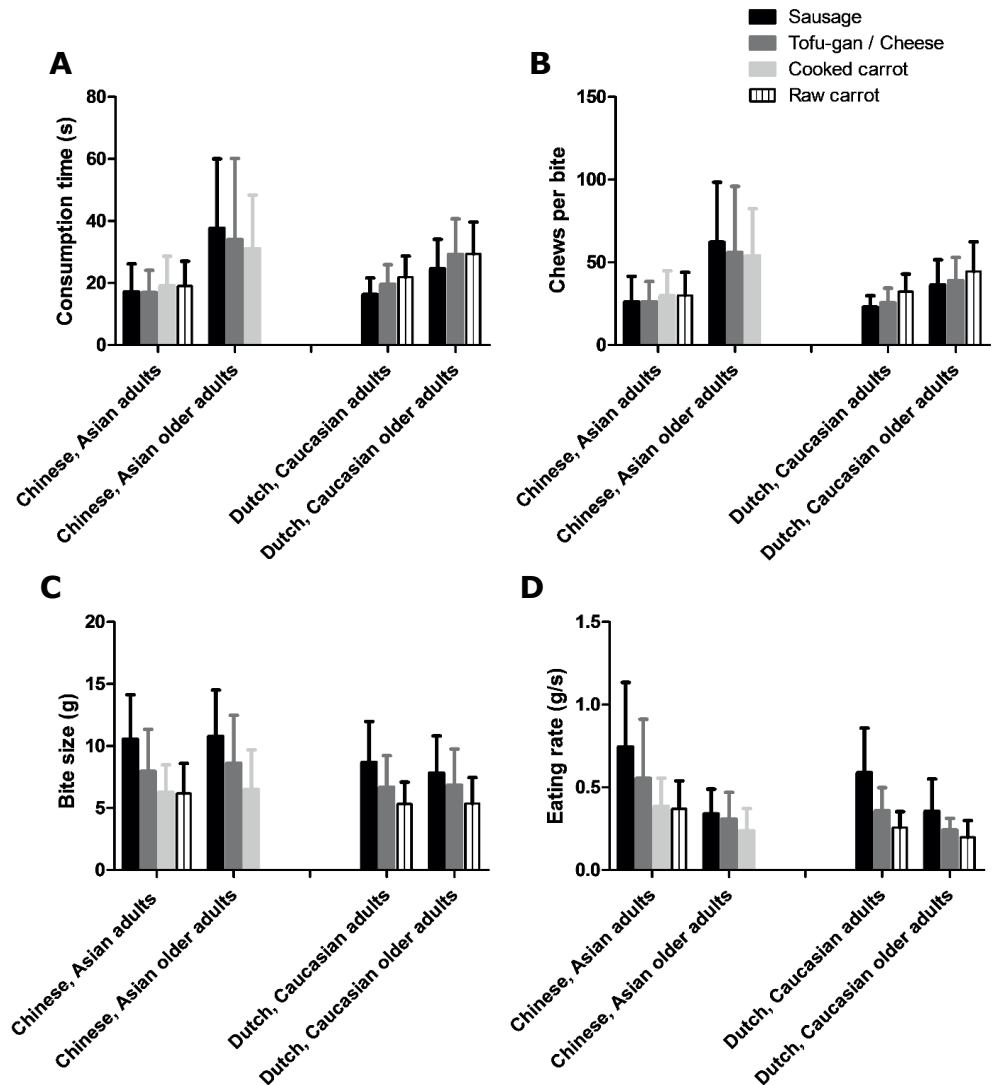 Sausage
Tofu-gan / Cheese
Cooked carrot
Raw carrot
A
Consumption time (s)
80
60
40
20
0
Chinese, Asian adults
Chinese, Asian older adults
Dutch, Caucasian adults
Dutch, Caucasian older adults
B
Chews per bite
150
100
50
0
Chinese, Asian adults
Chinese, Asian older adults
Dutch, Caucasian adults
Dutch, Caucasian older adults
C
Bite size (g)
20
15
10
5
0
Chinese, Asian adults
Chinese, Asian older adults
Dutch, Caucasian adults
Dutch, Caucasian older adults
D
Eating rate (g/s)
1.5
1.0
0.5
0.0
Chinese, Asian adults
Chinese, Asian older adults
Dutch, Caucasian adults
Dutch, Caucasian older adults